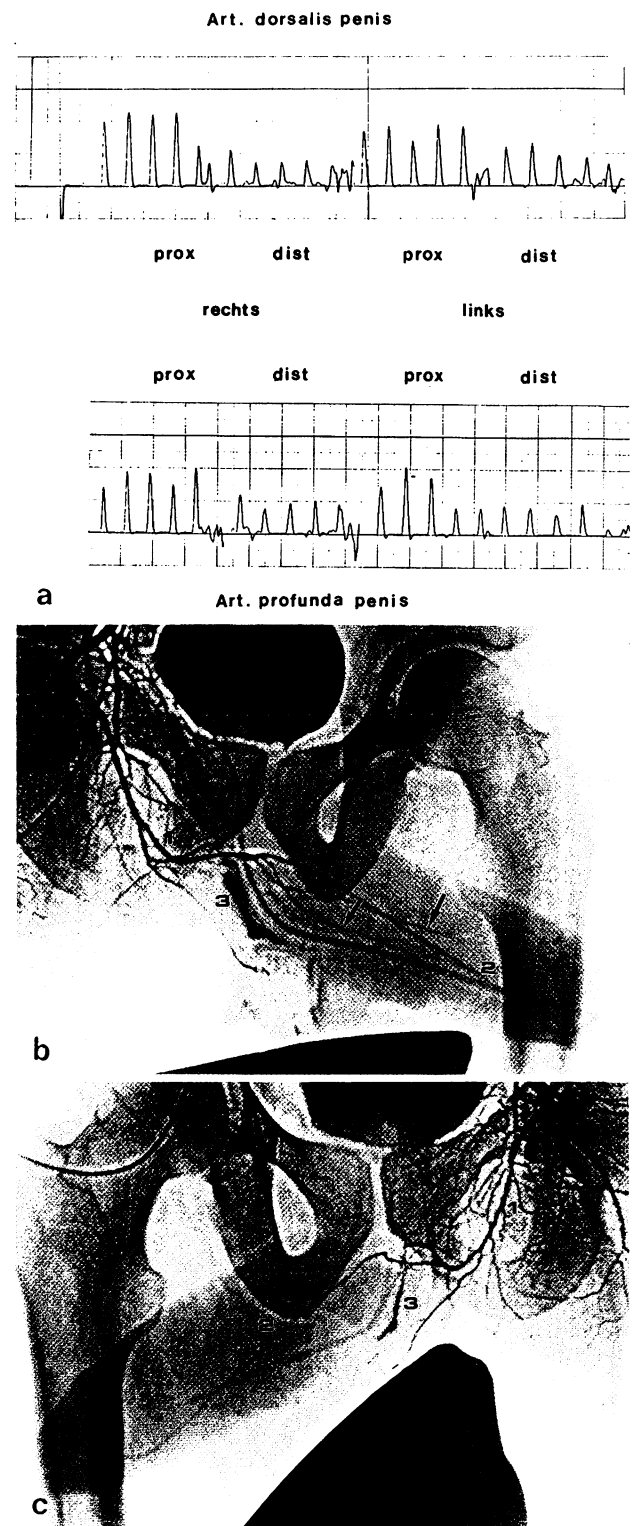 Art. dorsalis penis
prox dist prox dist
rechts links
prox dist prox dist
a
Art. profunda penis
3
2
b
1
3
c